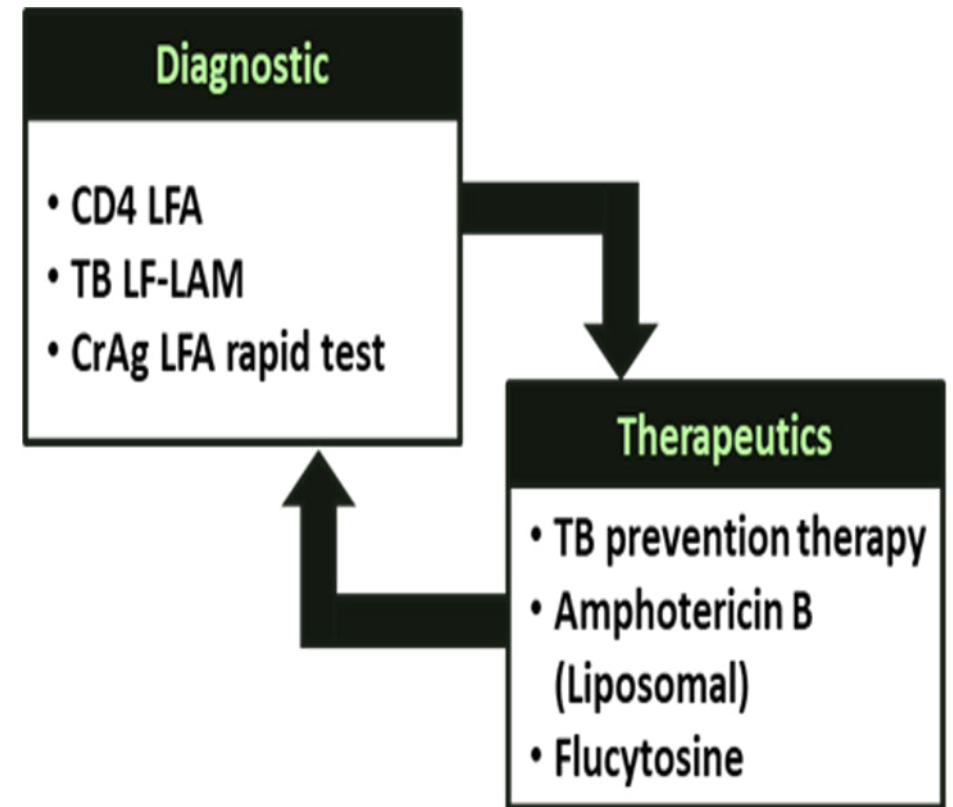 Diagnostic
• CD4 LFA
• TB LF-LAM
• CrAg LFA rapid test
Therapeutics
• TB prevention therapy
• Amphotericin B
(Liposomal)
• Flucytosine